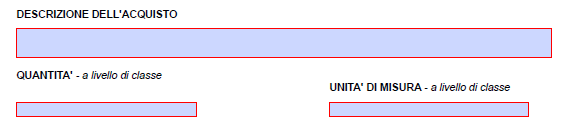 DESCRIZIONE DELL'ACQUISTO
QUANTITA' - a livello di classe
UNITA' DI MISURA - a livello di classe